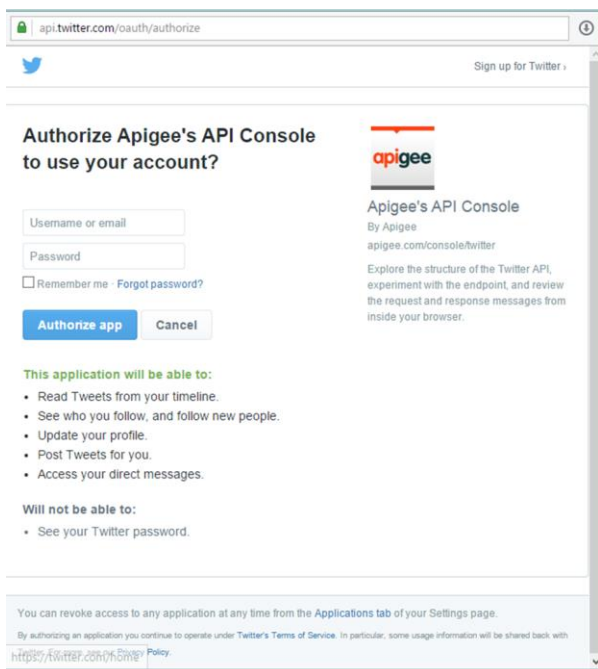 api.twitter.com/oauth/authorize
Sign up for Twitter ›
Authorize Apigee's API Console
to use your account?
Username or email
Password
Remember me · Forgot password?
Authorize app
Cancel
This application will be able to:
• Read Tweets from your timeline.
• See who you follow, and follow new people.
• Update your profile.
• Post Tweets for you.
• Access your direct messages.
Will not be able to:
• See your Twitter password.
apigee
Apigee's API Console
By Apigee
apigee.com/console/twitter
Explore the structure of the Twitter API,
experiment with the endpoint, and review
the request and response messages from
inside your browser.
You can revoke access to any application at any time from the Applications tab of your Settings page.
By authorizing an application you continue to operate under Twitter's Terms of Service. In particular, some usage information will be shared back with
Privacy Policy.
https://twitter.com/home